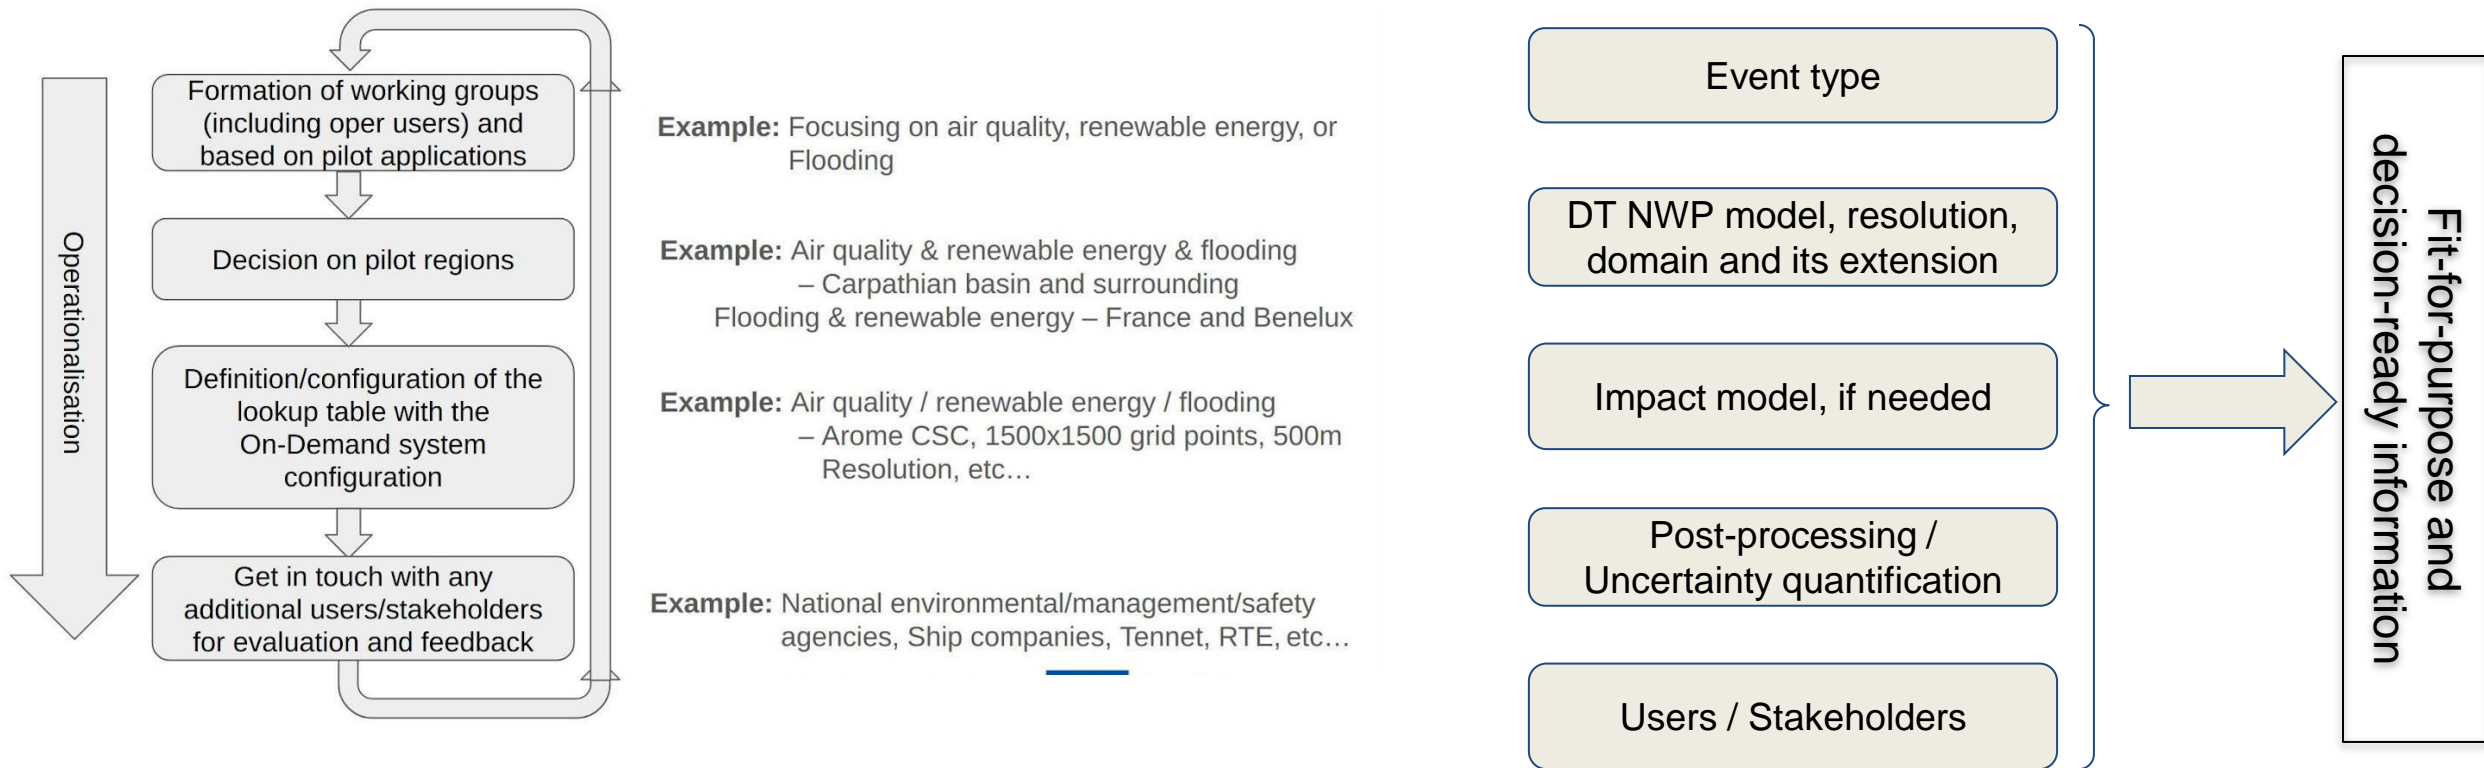 Operationalisation
Formation of working groups
(including oper users) and
based on pilot applications
Decision on pilot regions
Definition/configuration of the
lookup table with the
On-Demand system
configuration
Get in touch with any
additional users/stakeholders
for evaluation and feedback
Example: Focusing on air quality, renewable energy, or
Flooding
Example: Air quality & renewable energy & flooding
– Carpathian basin and surrounding
Flooding & renewable energy – France and Benelux
Example: Air quality / renewable energy / flooding
– Arome CSC, 1500x1500 grid points, 500m
Resolution, etc…
Example: National environmental/management/safety
agencies, Ship companies, Tennet, RTE, etc…
Event type
DT NWP model, resolution,
domain and its extension
Impact model, if needed
Post-processing /
Uncertainty quantification
Users / Stakeholders
Fit-for-purpose and
decision-ready information